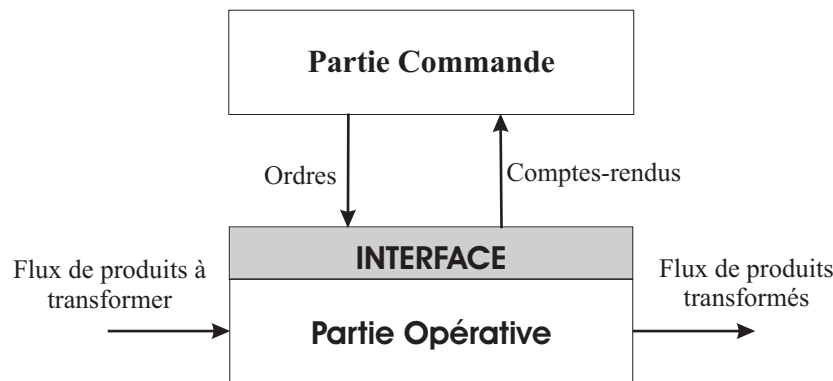 Partie Commande
Ordres
Comptes-rendus
INTERFACE
Flux de produits à
transformer
Partie Opérative
Flux de produits
transformés